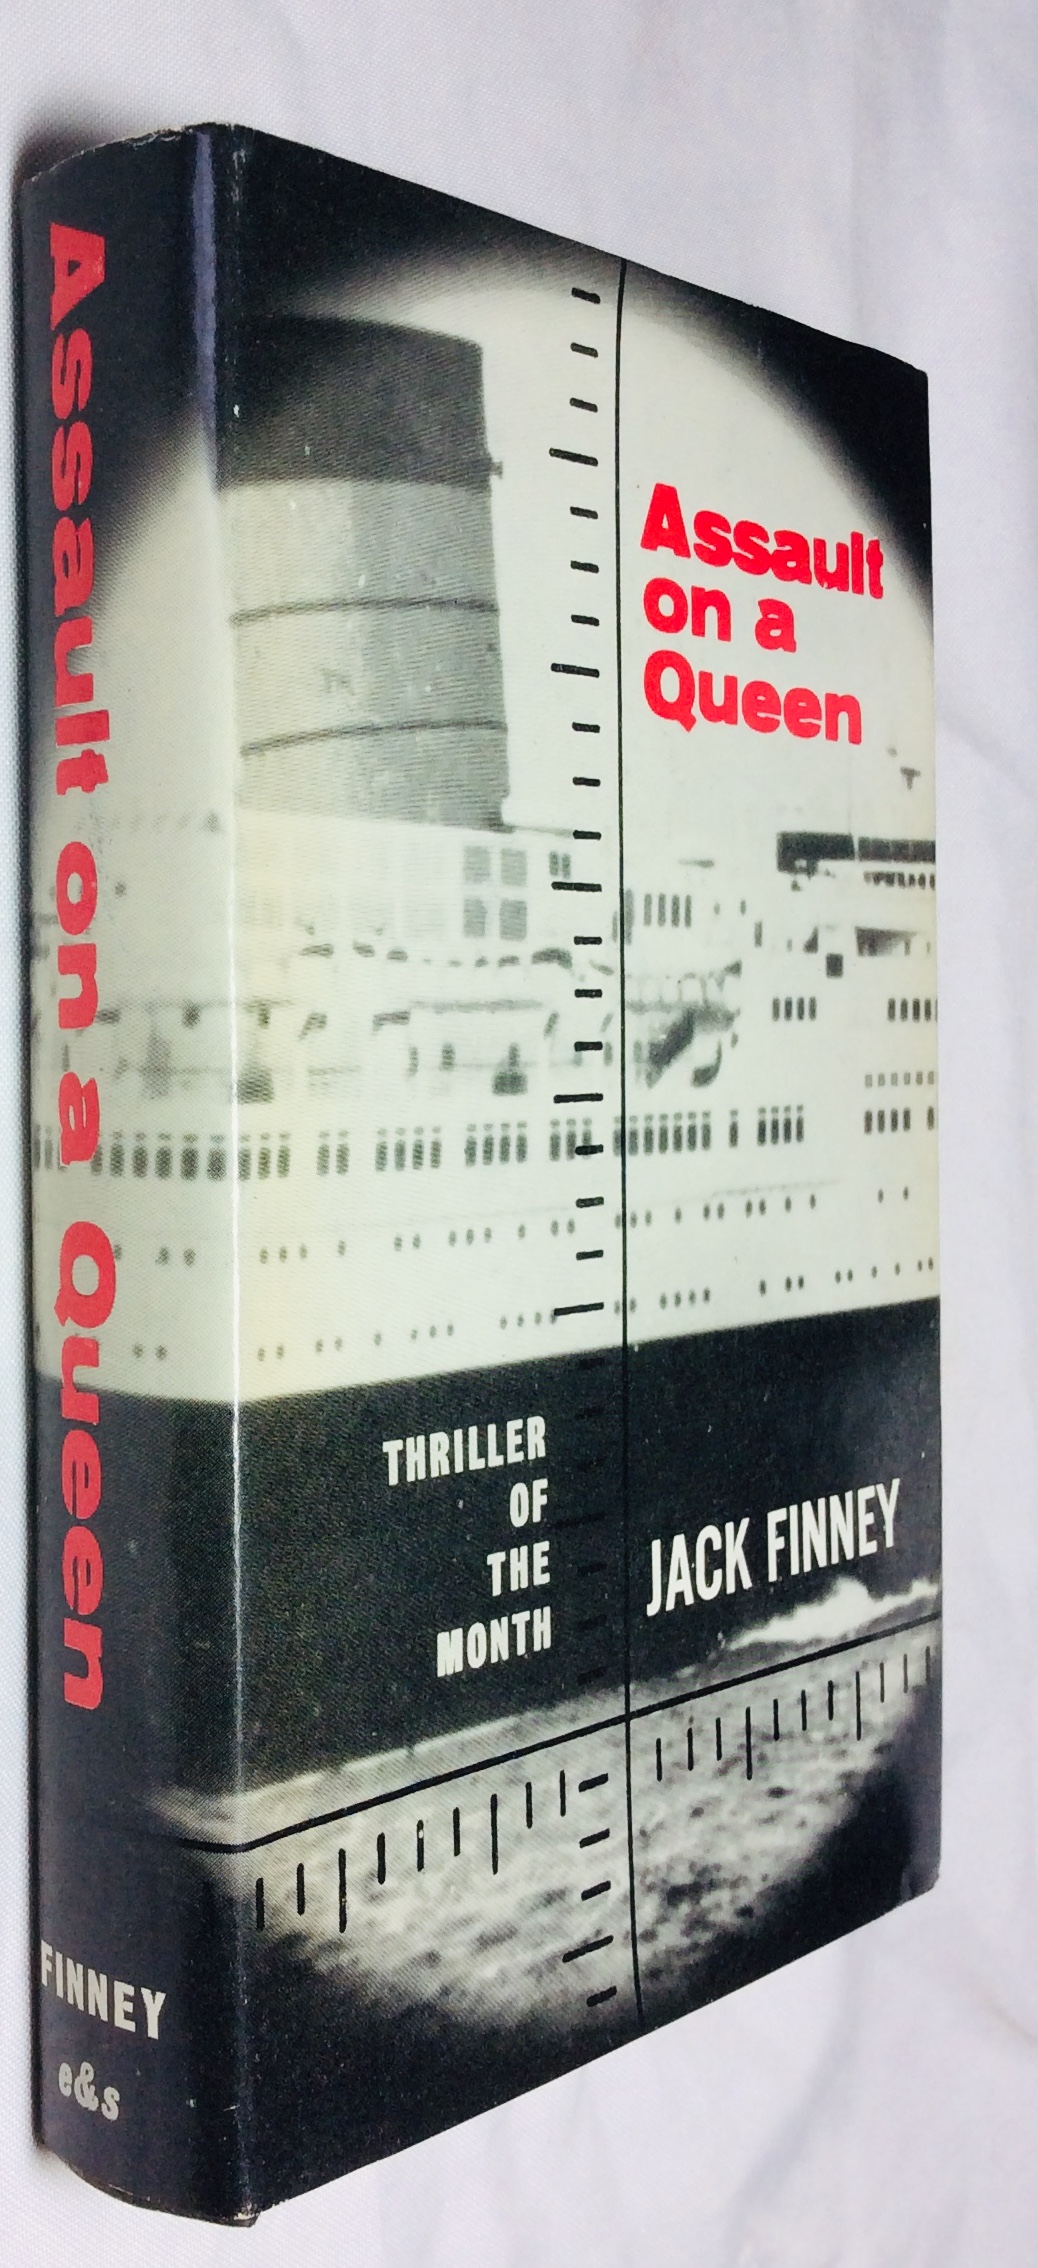 Assault on a Queen
FINNEY
e&s
Assault
on a
Queen
THRILLER
OF
THE
MONTH
JACK FINNEY